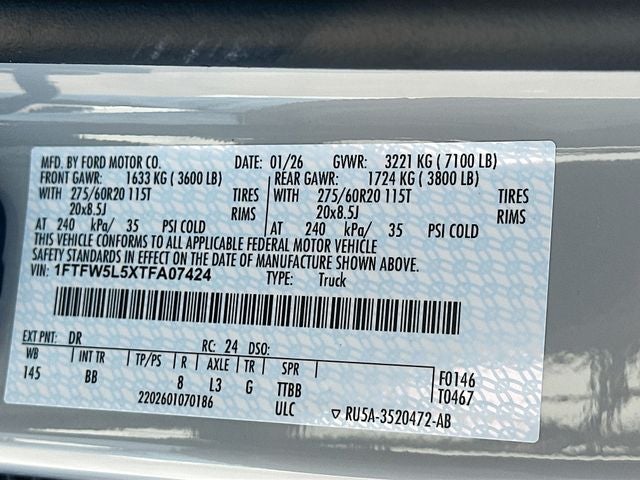 MFD. BY FORD MOTOR CO. DATE: 01/26 GVWR: 3221 KG ( 7100 LB)
FRONT GAWR: 1633 KG ( 3600 LB) REAR GAWR: 1724 KG ( 3800 LB)
WITH 275/60R20 115T TIRES WITH 275/60R20 115T TIRES
20x8.5J RIMS 20x8.5J RIMS
AT 240 kPa/ 35 PSI COLD AT 240 kPa/ 35 PSI COLD
THIS VEHICLE CONFORMS TO ALL APPLICABLE FEDERAL MOTOR VEHICLE
SAFETY STANDARDS IN EFFECT ON THE DATE OF MANUFACTURE SHOWN ABOVE.
VIN: 1FTFW5L5XTFA07424 TYPE: Truck
EXT PNT: DR RC: 24 DSO:
WB INT TR TP/PS R AXLE TR SPR F0146
145 BB 8 L3 G TTBB T0467
2202601070186 ULC ▽ RU5A-3520472-AB